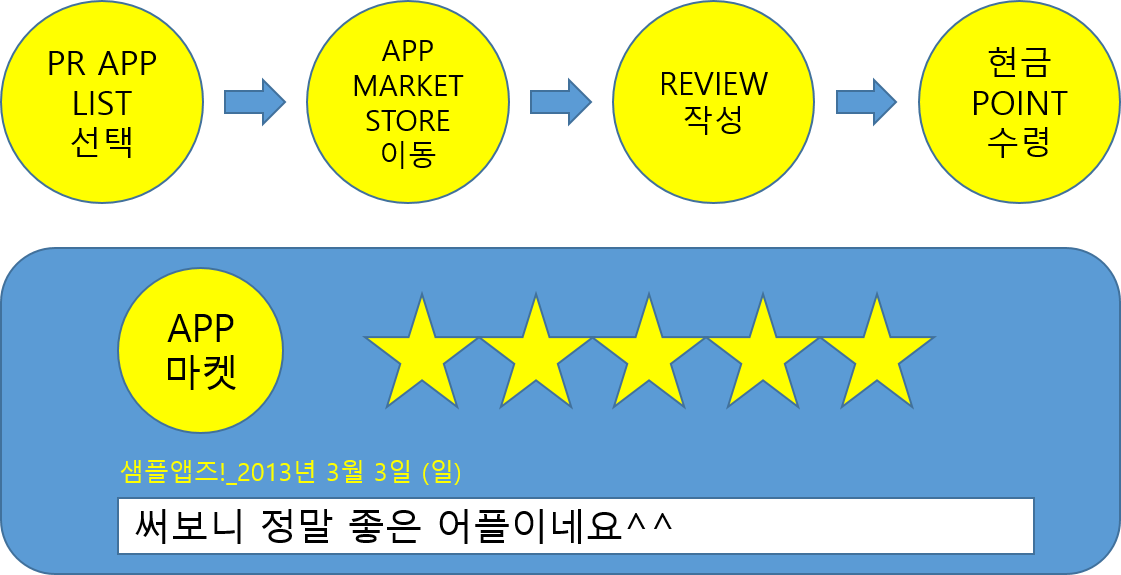 PR APP
LIST
선택
APP
MARKET
STORE
이동
REVIEW
작성
현금
POINT
수령
APP
마켓
샘플앱즈!_2013년 3월 3일 (일)
써보니 정말 좋은 어플이네요^^